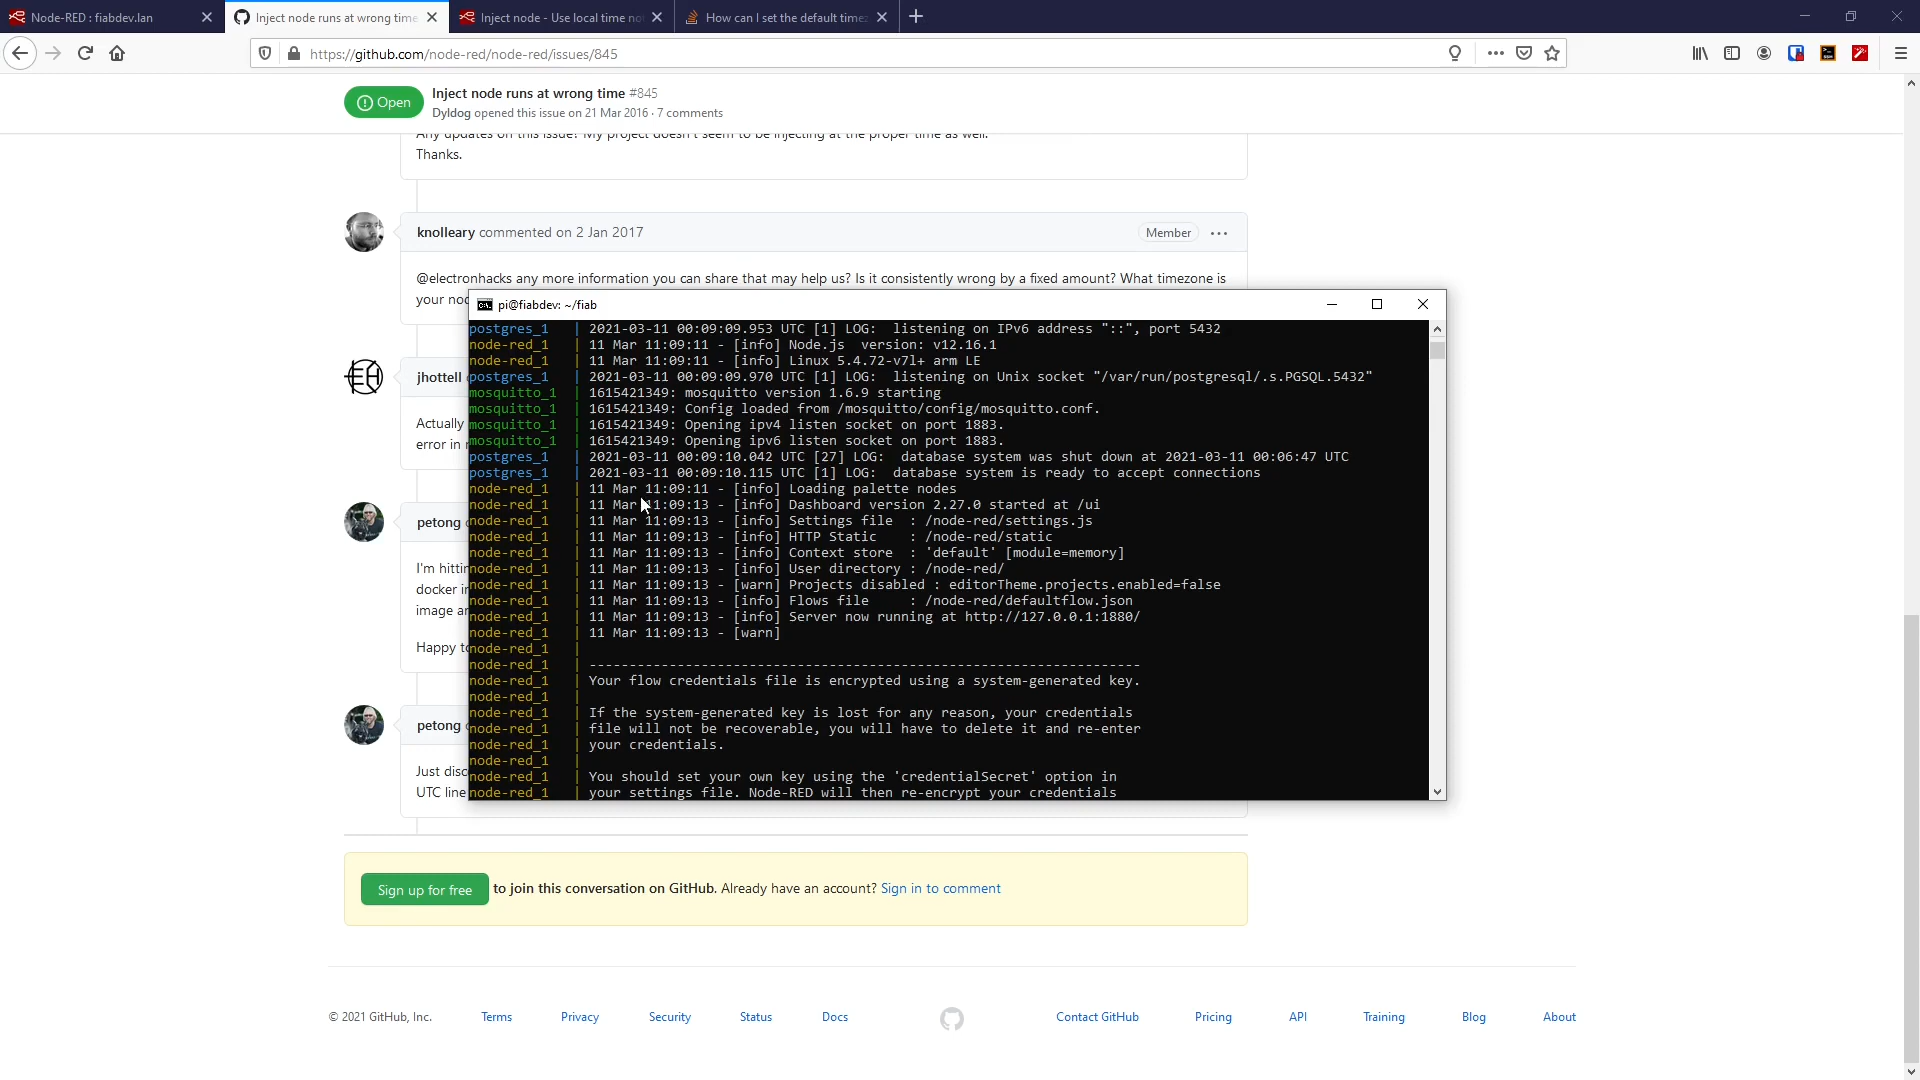 Node-RED : fiabdev.lan
Inject node runs at wrong time
Inject node - Use local time no
How can I set the default time
https://github.com/node-red/node-red/issues/845
Open
Inject node runs at wrong time #845
Dyldog opened this issue on 21 Mar 2016 · 7 comments
Any updates on this issue? My project doesn't seem to be injecting at the proper time as well.
Thanks.
knolleary commented on 2 Jan 2017
Member
@electronhacks any more information you can share that may help us? Is it consistently wrong by a fixed amount? What timezone is
pi@fiabdev: ~/fiab
postgres_1 | 2021-03-11 00:09:09.953 UTC [1] LOG: listening on IPv6 address "::", port 5432
node-red_1 | 11 Mar 11:09:11 - [info] Node.js version: v12.16.1
node-red_1 | 11 Mar 11:09:11 - [info] Linux 5.4.72-v7l+ arm LE
postgres_1 | 2021-03-11 00:09:09.970 UTC [1] LOG: listening on Unix socket "/var/run/postgresql/.s.PGSQL.5432"
mosquitto_1 | 1615421349: mosquitto version 1.6.9 starting
mosquitto_1 | 1615421349: Config loaded from /mosquitto/config/mosquitto.conf.
mosquitto_1 | 1615421349: Opening ipv4 listen socket on port 1883.
mosquitto_1 | 1615421349: Opening ipv6 listen socket on port 1883.
postgres_1 | 2021-03-11 00:09:10.042 UTC [27] LOG: database system was shut down at 2021-03-11 00:06:47 UTC
postgres_1 | 2021-03-11 00:09:10.115 UTC [1] LOG: database system is ready to accept connections
node-red_1 | 11 Mar 11:09:11 - [info] Loading palette nodes
node-red_1 | 11 Mar 11:09:13 - [info] Dashboard version 2.27.0 started at /ui
node-red_1 | 11 Mar 11:09:13 - [info] Settings file : /node-red/settings.js
node-red_1 | 11 Mar 11:09:13 - [info] HTTP Static : /node-red/static
node-red_1 | 11 Mar 11:09:13 - [info] Context store : 'default' [module=memory]
node-red_1 | 11 Mar 11:09:13 - [info] User directory : /node-red/
node-red_1 | 11 Mar 11:09:13 - [warn] Projects disabled : editorTheme.projects.enabled=false
node-red_1 | 11 Mar 11:09:13 - [info] Flows file : /node-red/defaultflow.json
node-red_1 | 11 Mar 11:09:13 - [info] Server now running at http://127.0.0.1:1880/
node-red_1 | 11 Mar 11:09:13 - [warn]
node-red_1 |
node-red_1 | ---------------------------------------------------------------------
node-red_1 | Your flow credentials file is encrypted using a system-generated key.
node-red_1 |
node-red_1 | If the system-generated key is lost for any reason, your credentials
node-red_1 | file will not be recoverable, you will have to delete it and re-enter
node-red_1 | your credentials.
node-red_1 |
node-red_1 | You should set your own key using the 'credentialSecret' option in
node-red_1 | your settings file. Node-RED will then re-encrypt your credentials
your
jhottell
Actually
error in
petong
I'm
docker
image
Happy
petong
Just
UTC line
Sign up for free to join this conversation on GitHub. Already have an account? Sign in to comment
© 2021 GitHub, Inc. Terms Privacy Security Status Docs Contact GitHub Pricing API Training Blog About